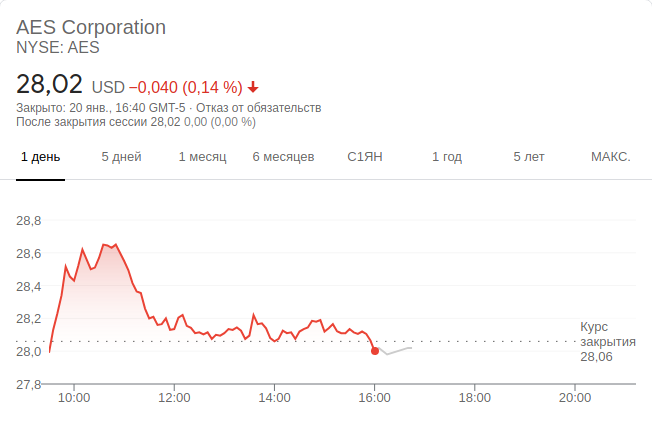 AES Corporation
NYSE: AES
28,02 USD −0,040 (0,14 %)
Закрыто: 20 янв., 16:40 GMT-5 · Отказ от обязательств
После закрытия сессии 28,02 0,00 (0,00 %)
1 день 5 дней 1 месяц 6 месяцев С1ЯН 1 год 5 лет МАКС.
28,8
28,6
28,4
28,2
28,0
27,8
Курс
закрытия
28,06
10:00 12:00 14:00 16:00 18:00 20:00